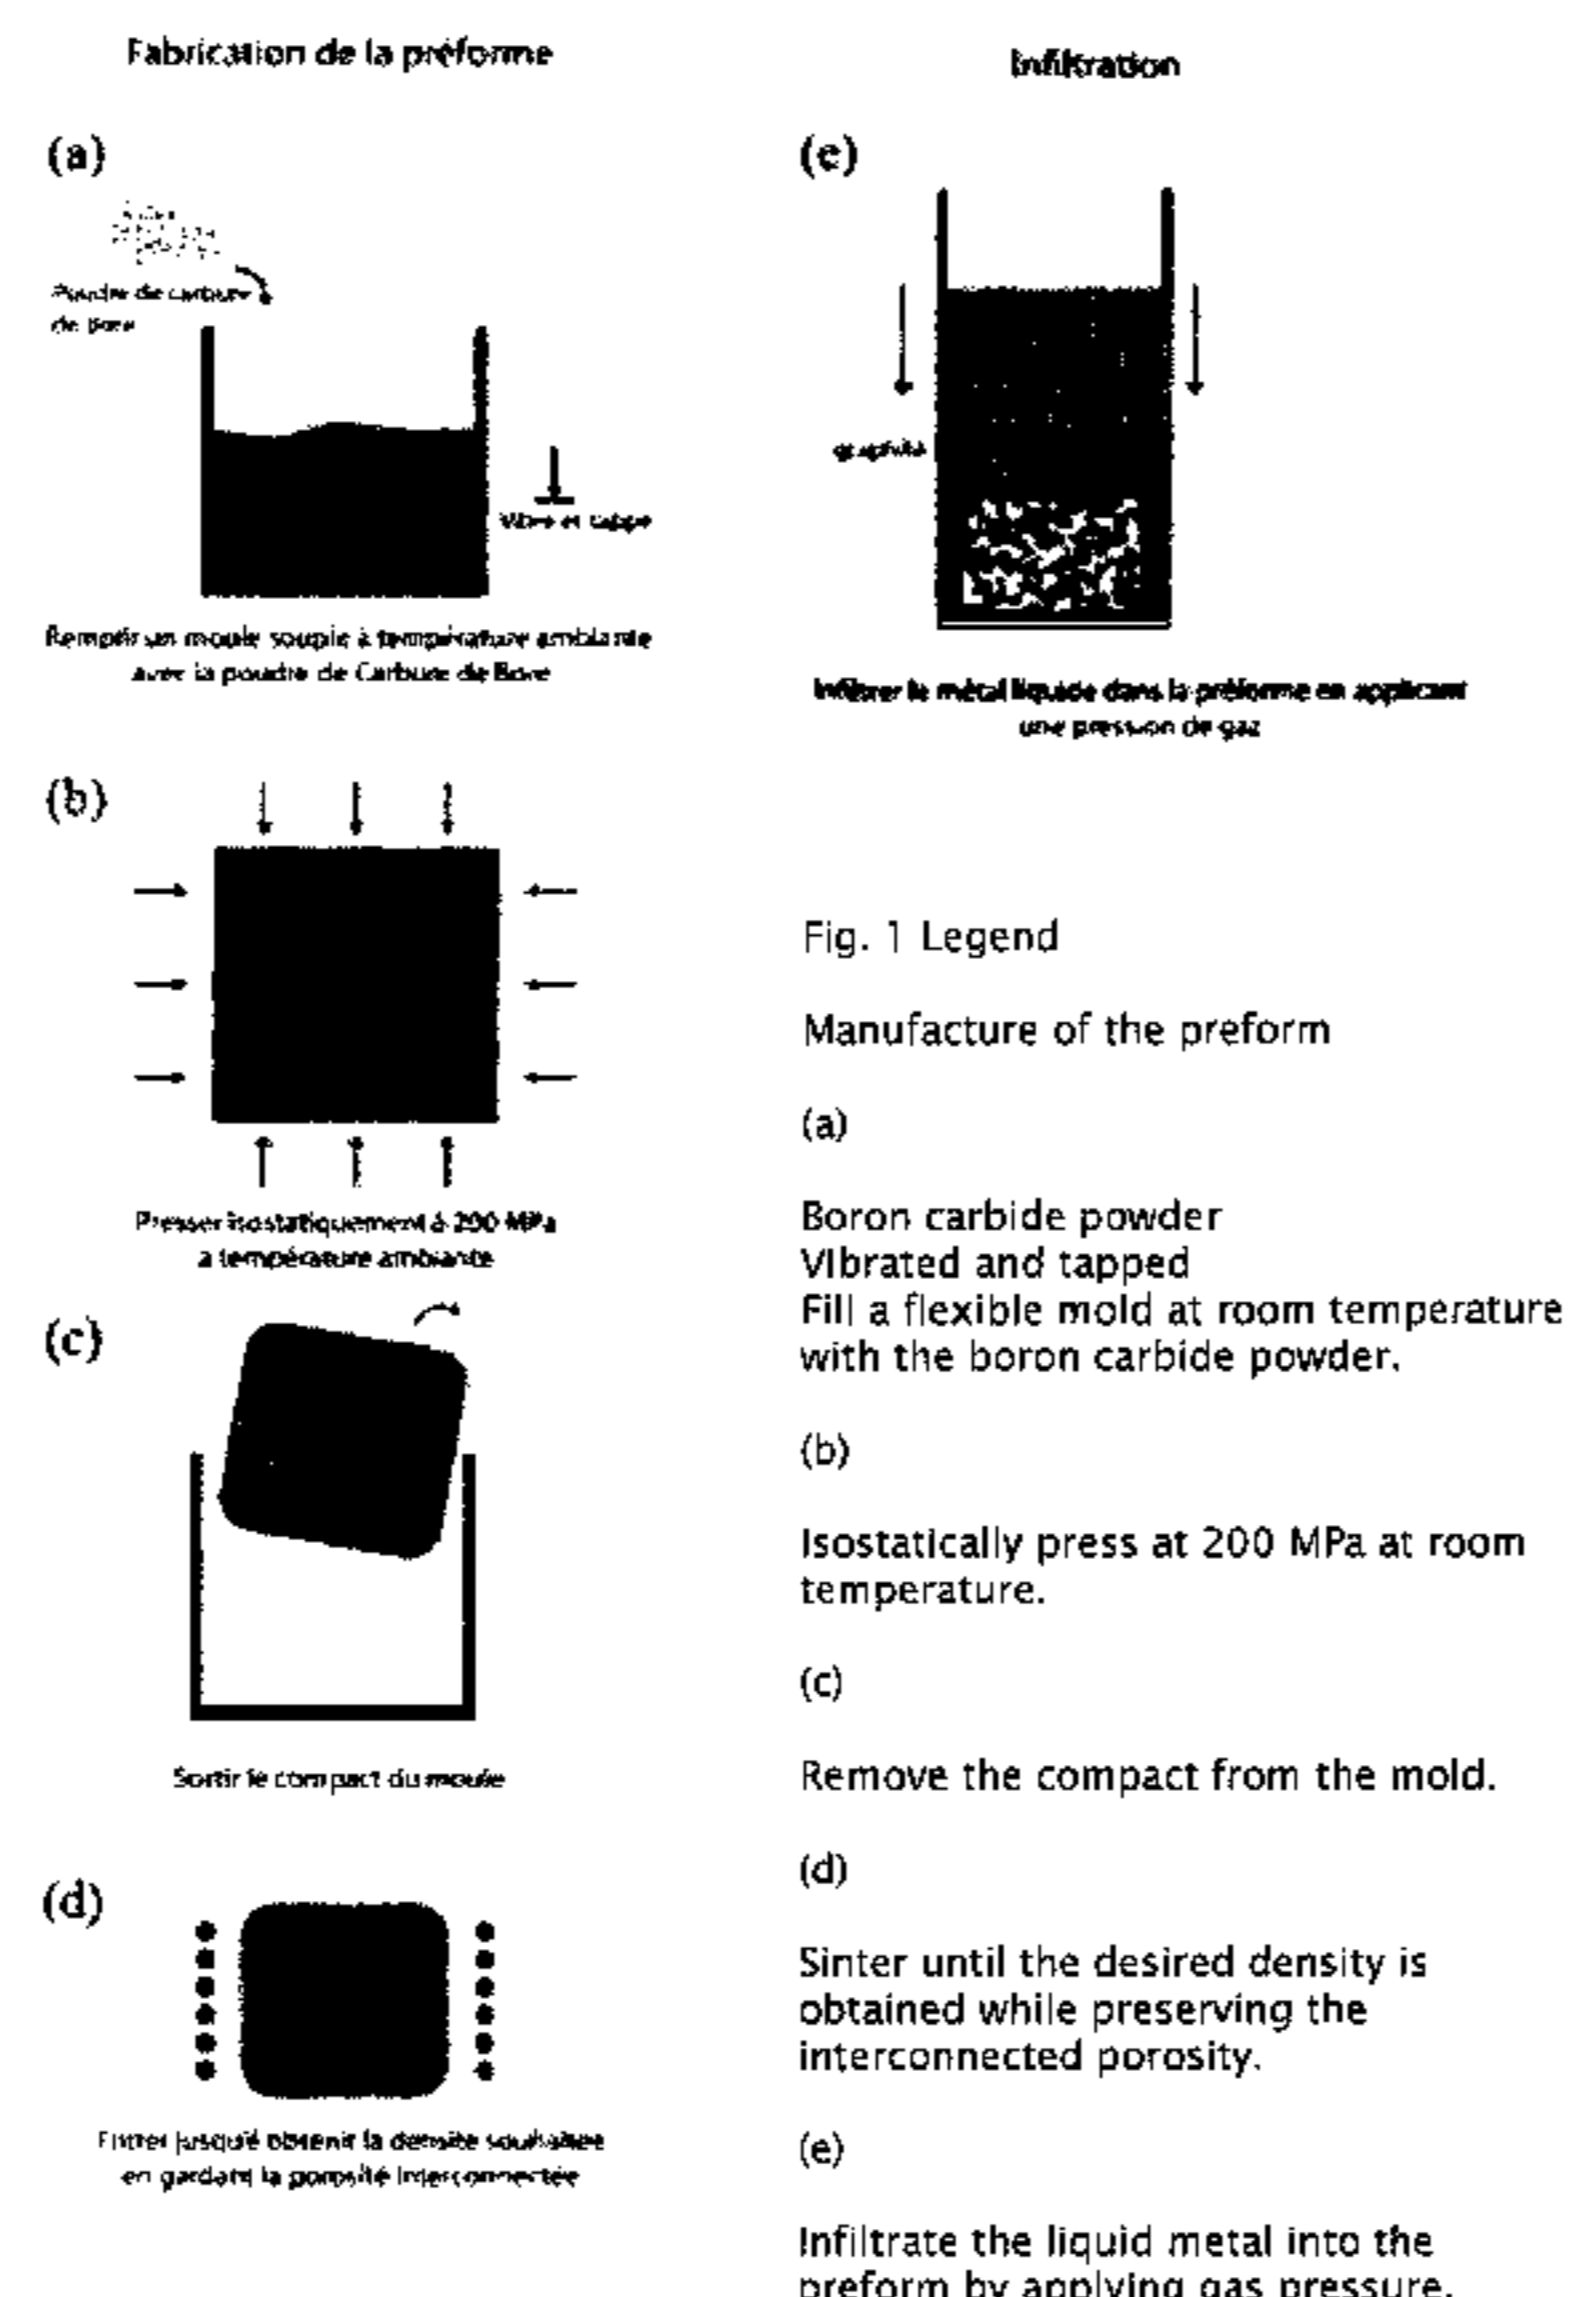 Fabrication de la préforme
(a)
Poudre de carbure
de Bore
Vibré et tappé
Remplir un moule souple à température ambiante
avec la poudre de Carbure de Bore
(b)
Presser isostatiquement à 200 MPa
à température ambiante
(c)
Sortir le compact du moule
(d)
Fritter jusqu'à obtenir la densité souhaitée
en gardant la porosité interconnectée
Infiltration
(e)
graphite
Infiltrer le métal liquide dans la préforme en applicant
une pression de gaz
Fig. 1 Legend
Manufacture of the preform
(a)
Boron carbide powder
Vibrated and tapped
Fill a flexible mold at room temperature
with the boron carbide powder.
(b)
Isostatically press at 200 MPa at room
temperature.
(c)
Remove the compact from the mold.
(d)
Sinter until the desired density is
obtained while preserving the
interconnected porosity.
(e)
Infiltrate the liquid metal into the
preform by applying gas pressure.